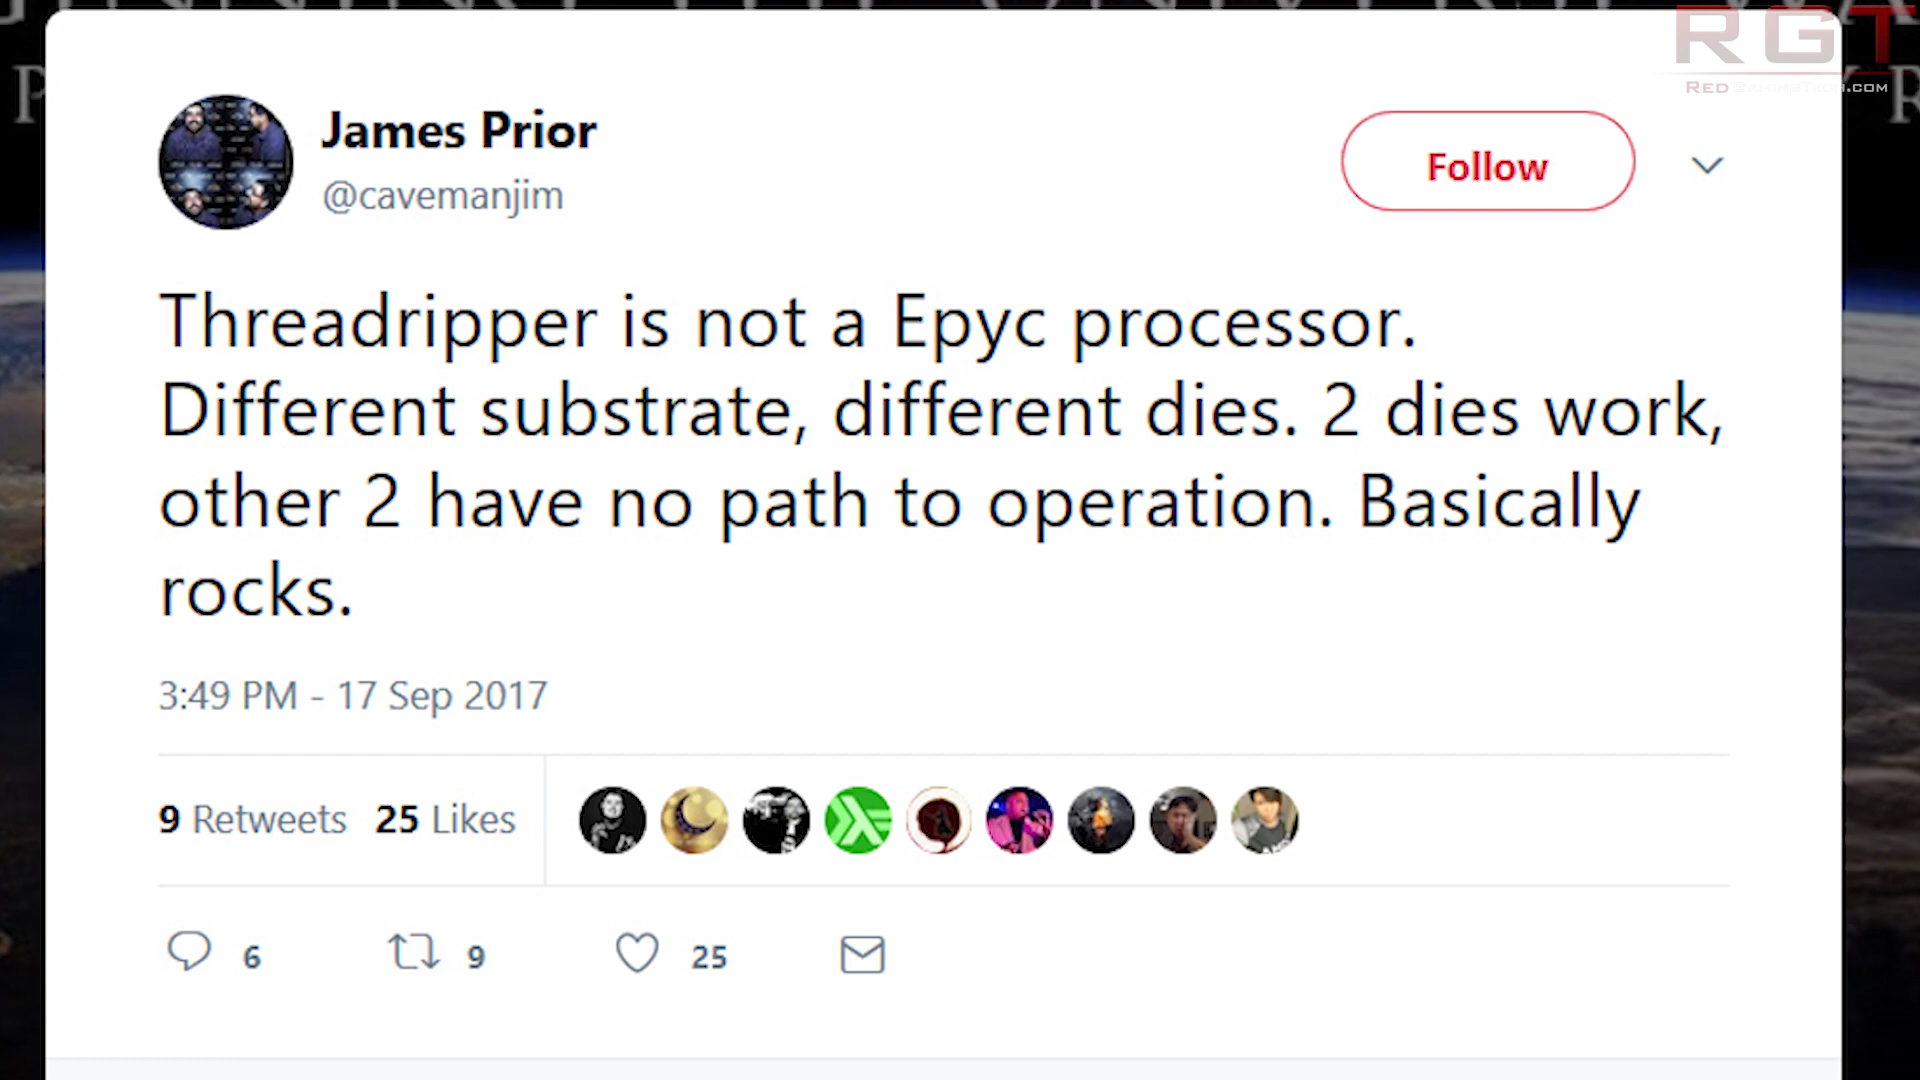 RGT
REDGAMINGTECH.COM
James Prior
@cavemanjim
Follow
Threadripper is not a Epyc processor.
Different substrate, different dies. 2 dies work,
other 2 have no path to operation. Basically
rocks.
3:49 PM - 17 Sep 2017
9 Retweets 25 Likes
6 9 25